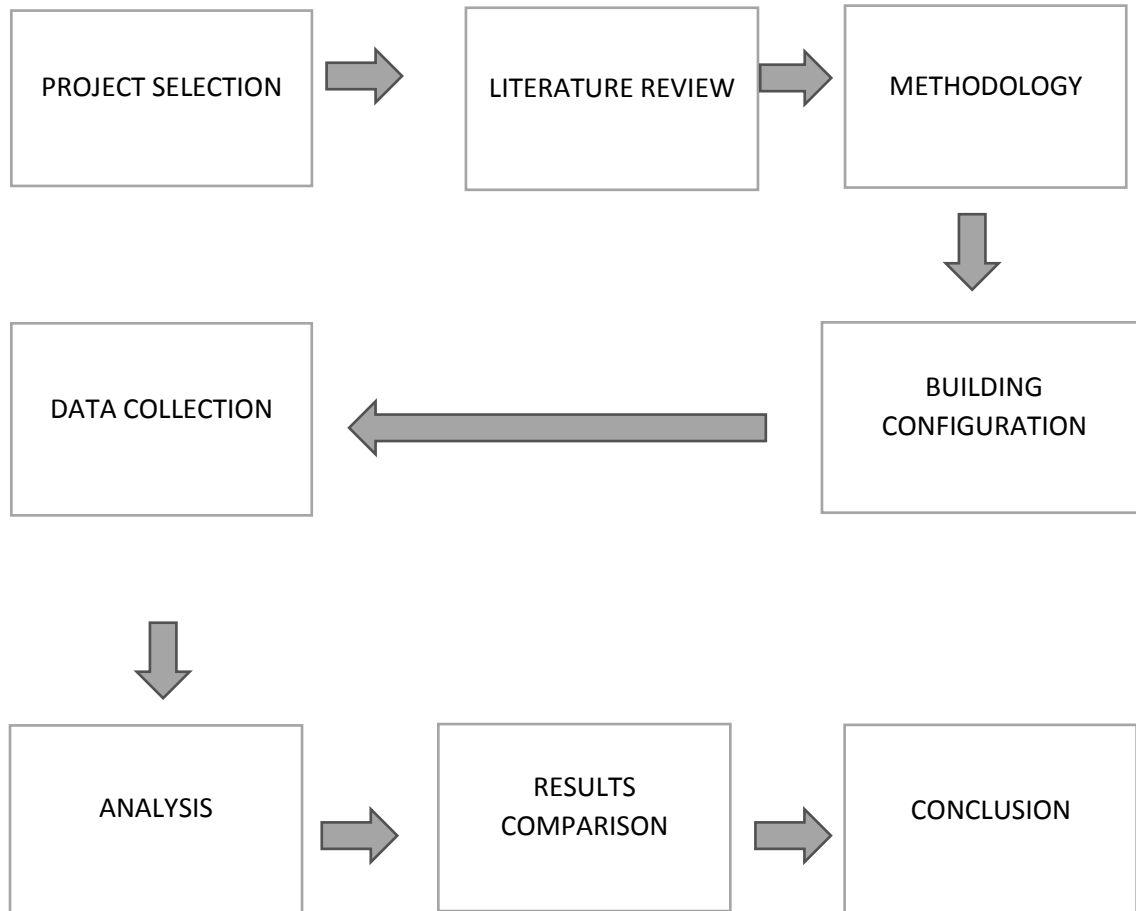 PROJECT SELECTION
LITERATURE REVIEW
METHODOLOGY
BUILDING
CONFIGURATION
DATA COLLECTION
ANALYSIS
RESULTS
COMPARISON
CONCLUSION